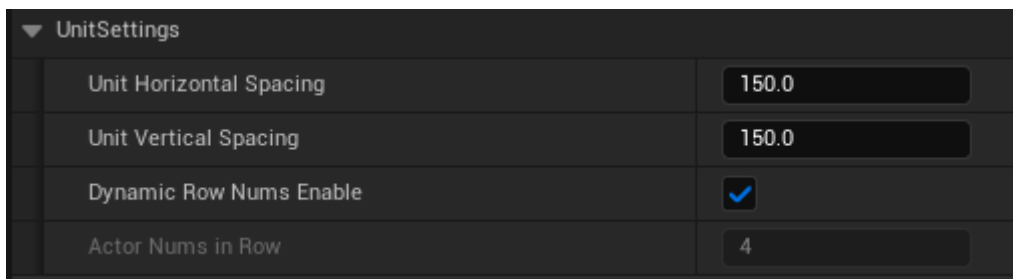 UnitSettings
Unit Horizontal Spacing 150.0
Unit Vertical Spacing 150.0
Dynamic Row Nums Enable
Actor Nums in Row 4